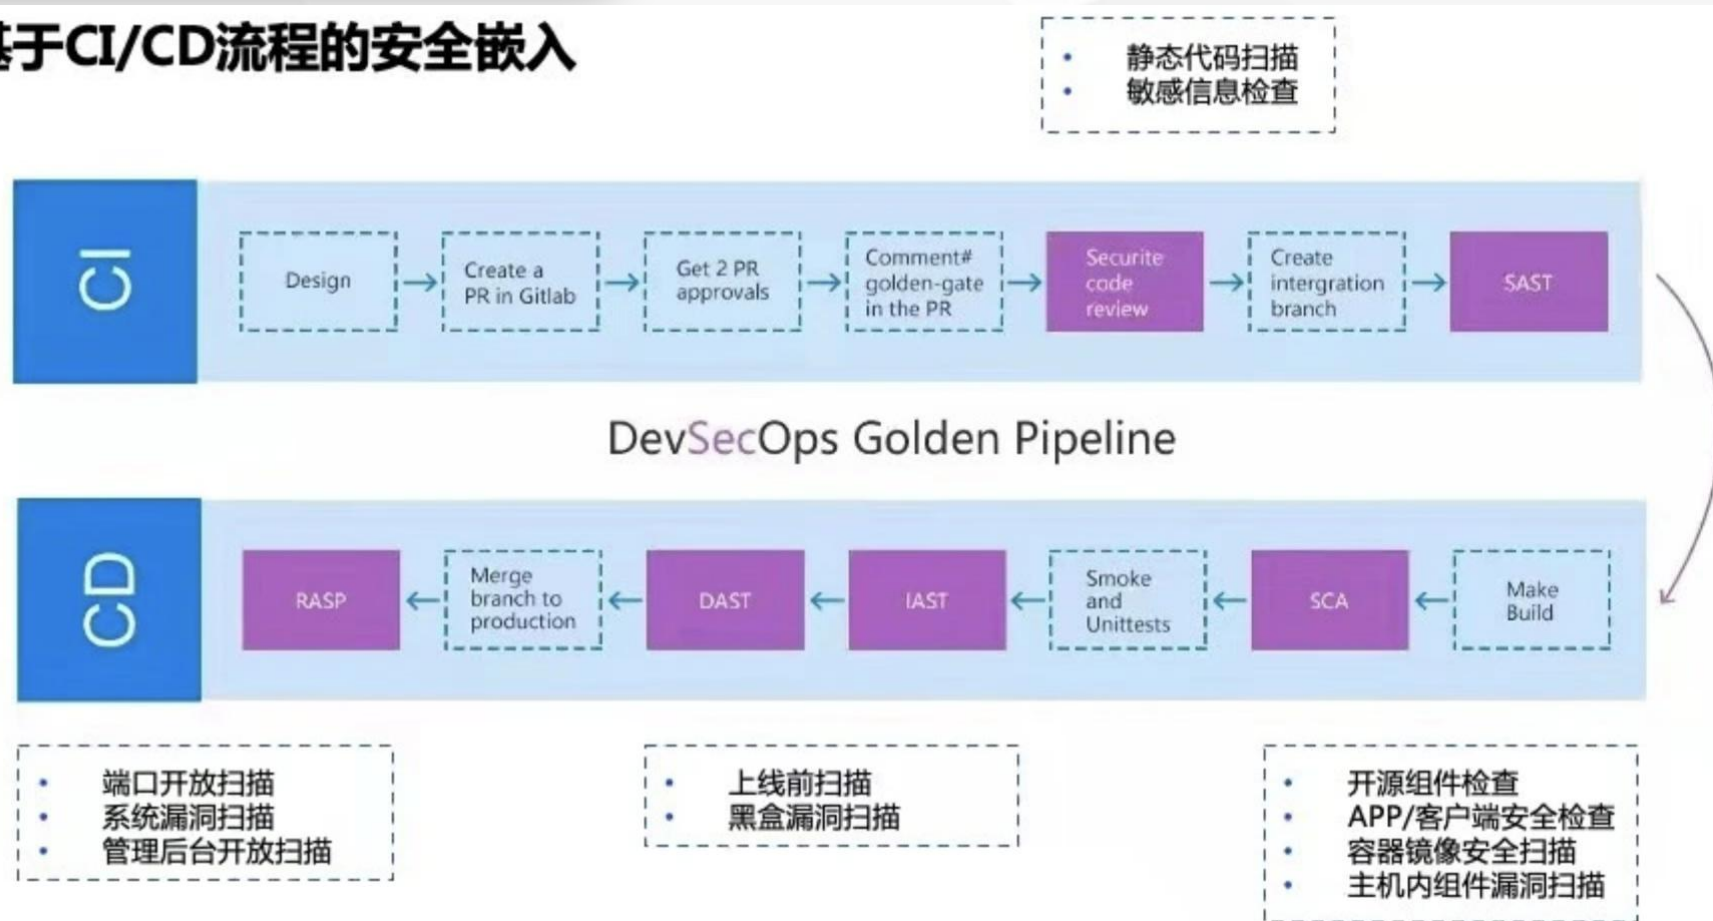 基于CI/CD流程的安全嵌入
• 静态代码扫描
• 敏感信息检查
CI
Design
Create a
PR in Gitlab
Get 2 PR
approvals
Comment#
golden-gate
in the PR
Securite
code
review
Create
intergration
branch
SAST
DevSecOps Golden Pipeline
CD
RASP
Merge
branch to
production
DAST
IAST
Smoke
and
Unittests
SCA
Make
Build
• 端口开放扫描
• 系统漏洞扫描
• 管理后台开放扫描
• 上线前扫描
• 黑盒漏洞扫描
• 开源组件检查
• APP/客户端安全检查
• 容器镜像安全扫描
• 主机内组件漏洞扫描